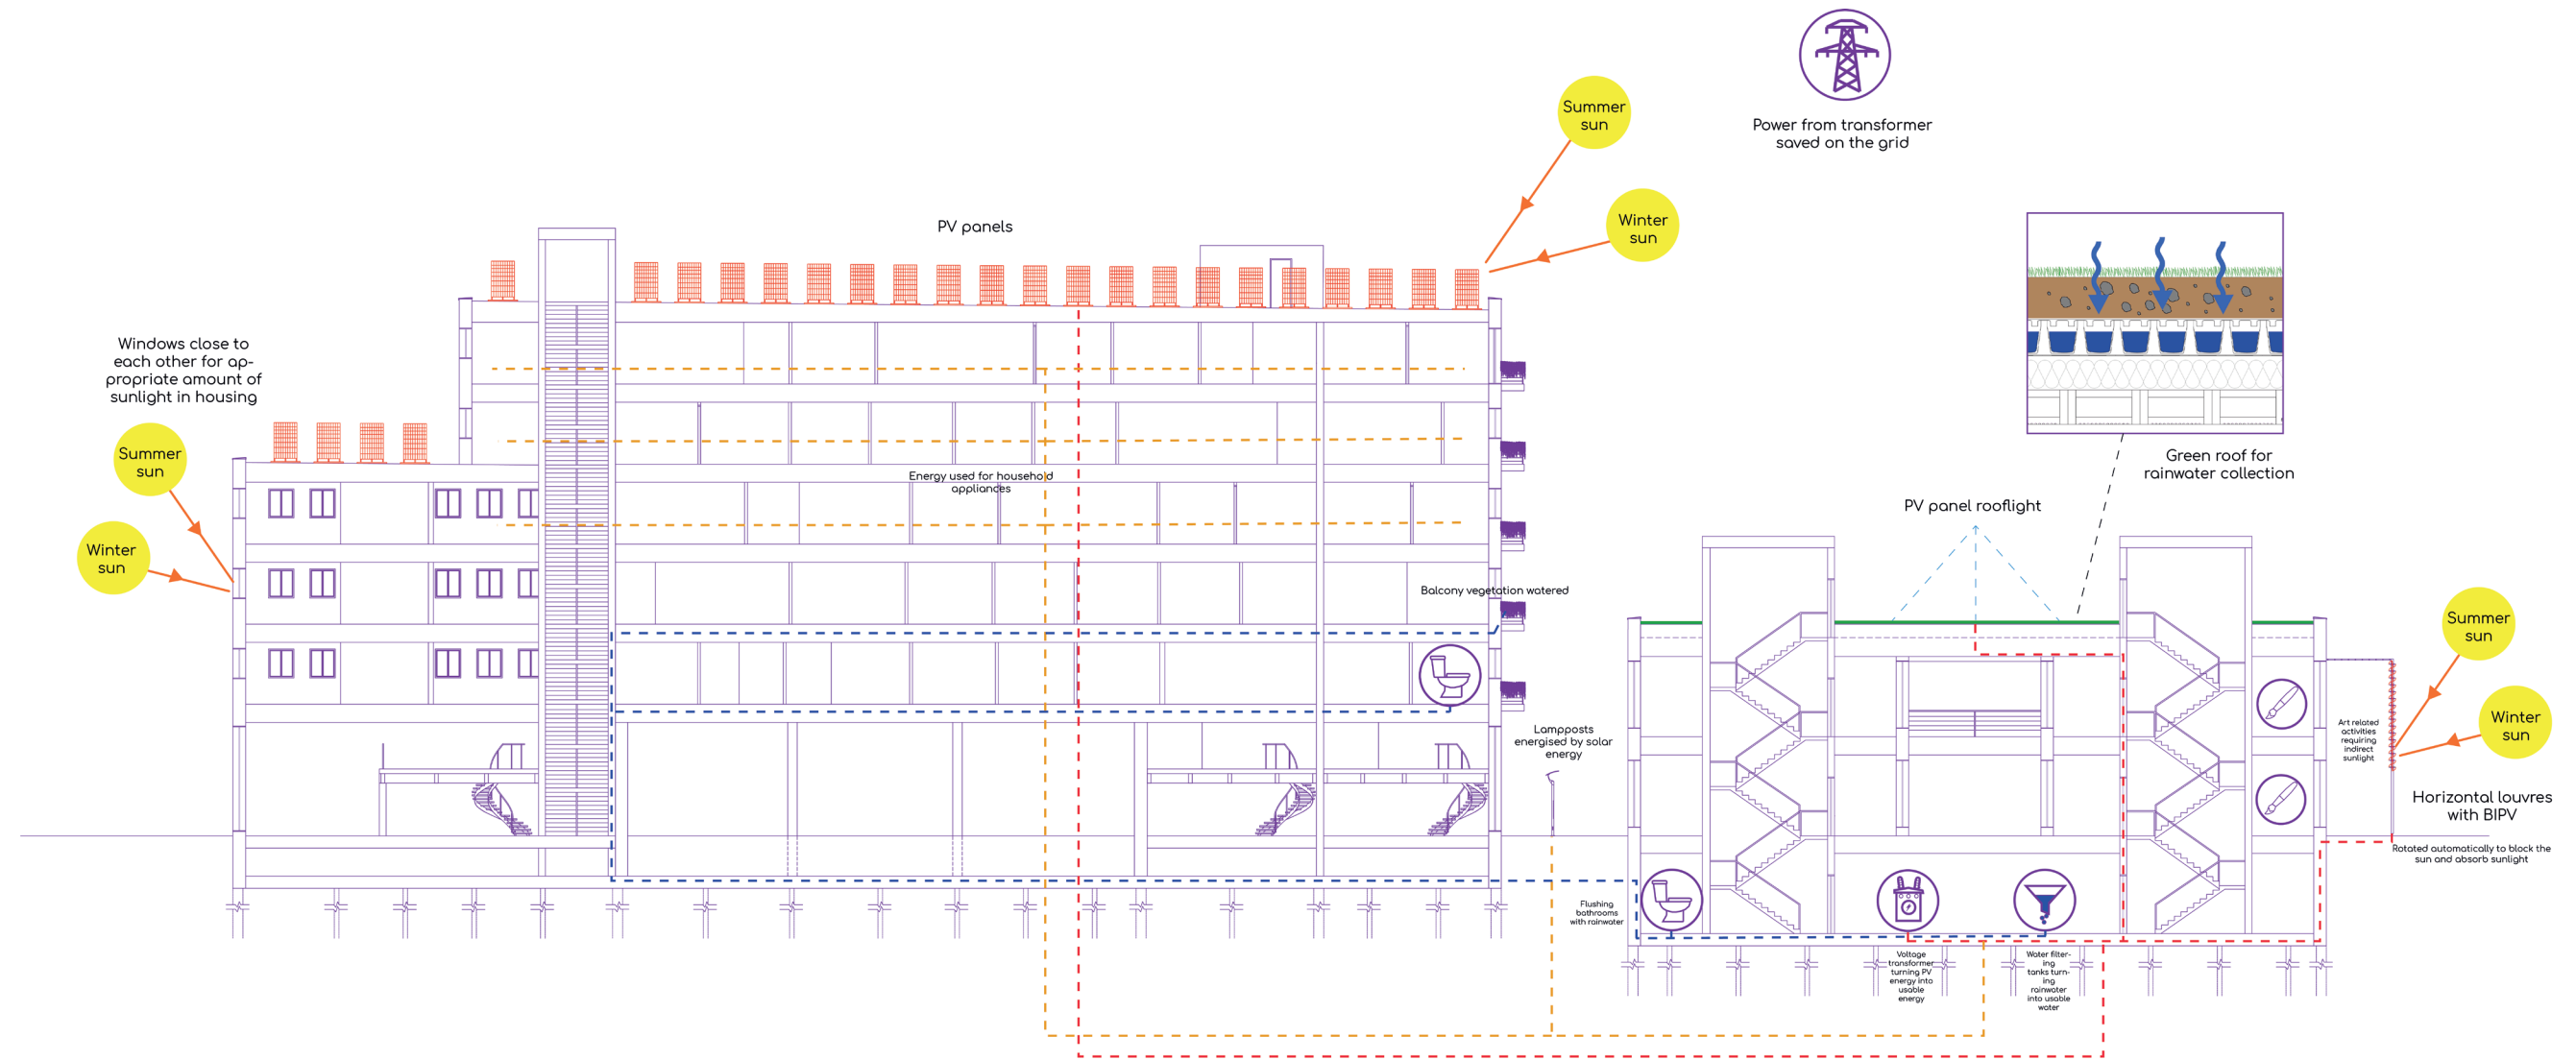 Power from transformer
saved on the grid
Summer
sun
Winter
sun
PV panels
Windows close to
each other for ap-
propriate amount of
sunlight in housing
Summer
sun
Winter
sun
Energy used for household
appliances
Balcony vegetation watered
Green roof for
rainwater collection
PV panel rooflight
Lampposts
energised by solar
energy
Summer
sun
Winter
sun
Art related
activities
requiring
indirect
sunlight
Horizontal louvres
with BIPV
Rotated automatically to block the
sun and absorb sunlight
Flushing
bathrooms
with rainwater
Voltage
transformer
turning PV
energy into
usable
energy
Water filter-
ing
tanks turn-
ing
rainwater
into usable
water